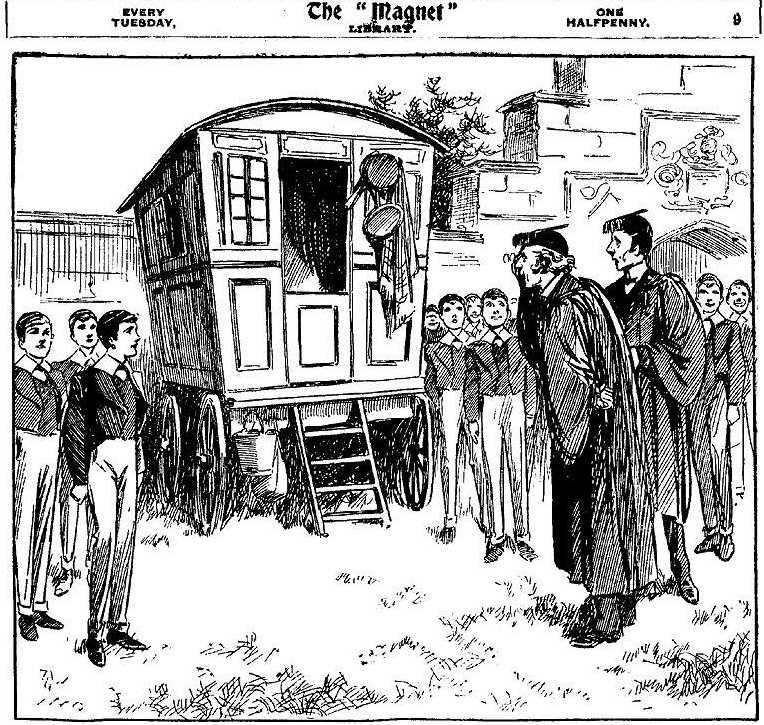 EVERY
TUESDAY,
The "Magnet"
LIBRARY.
ONE
HALFPENNY.
9